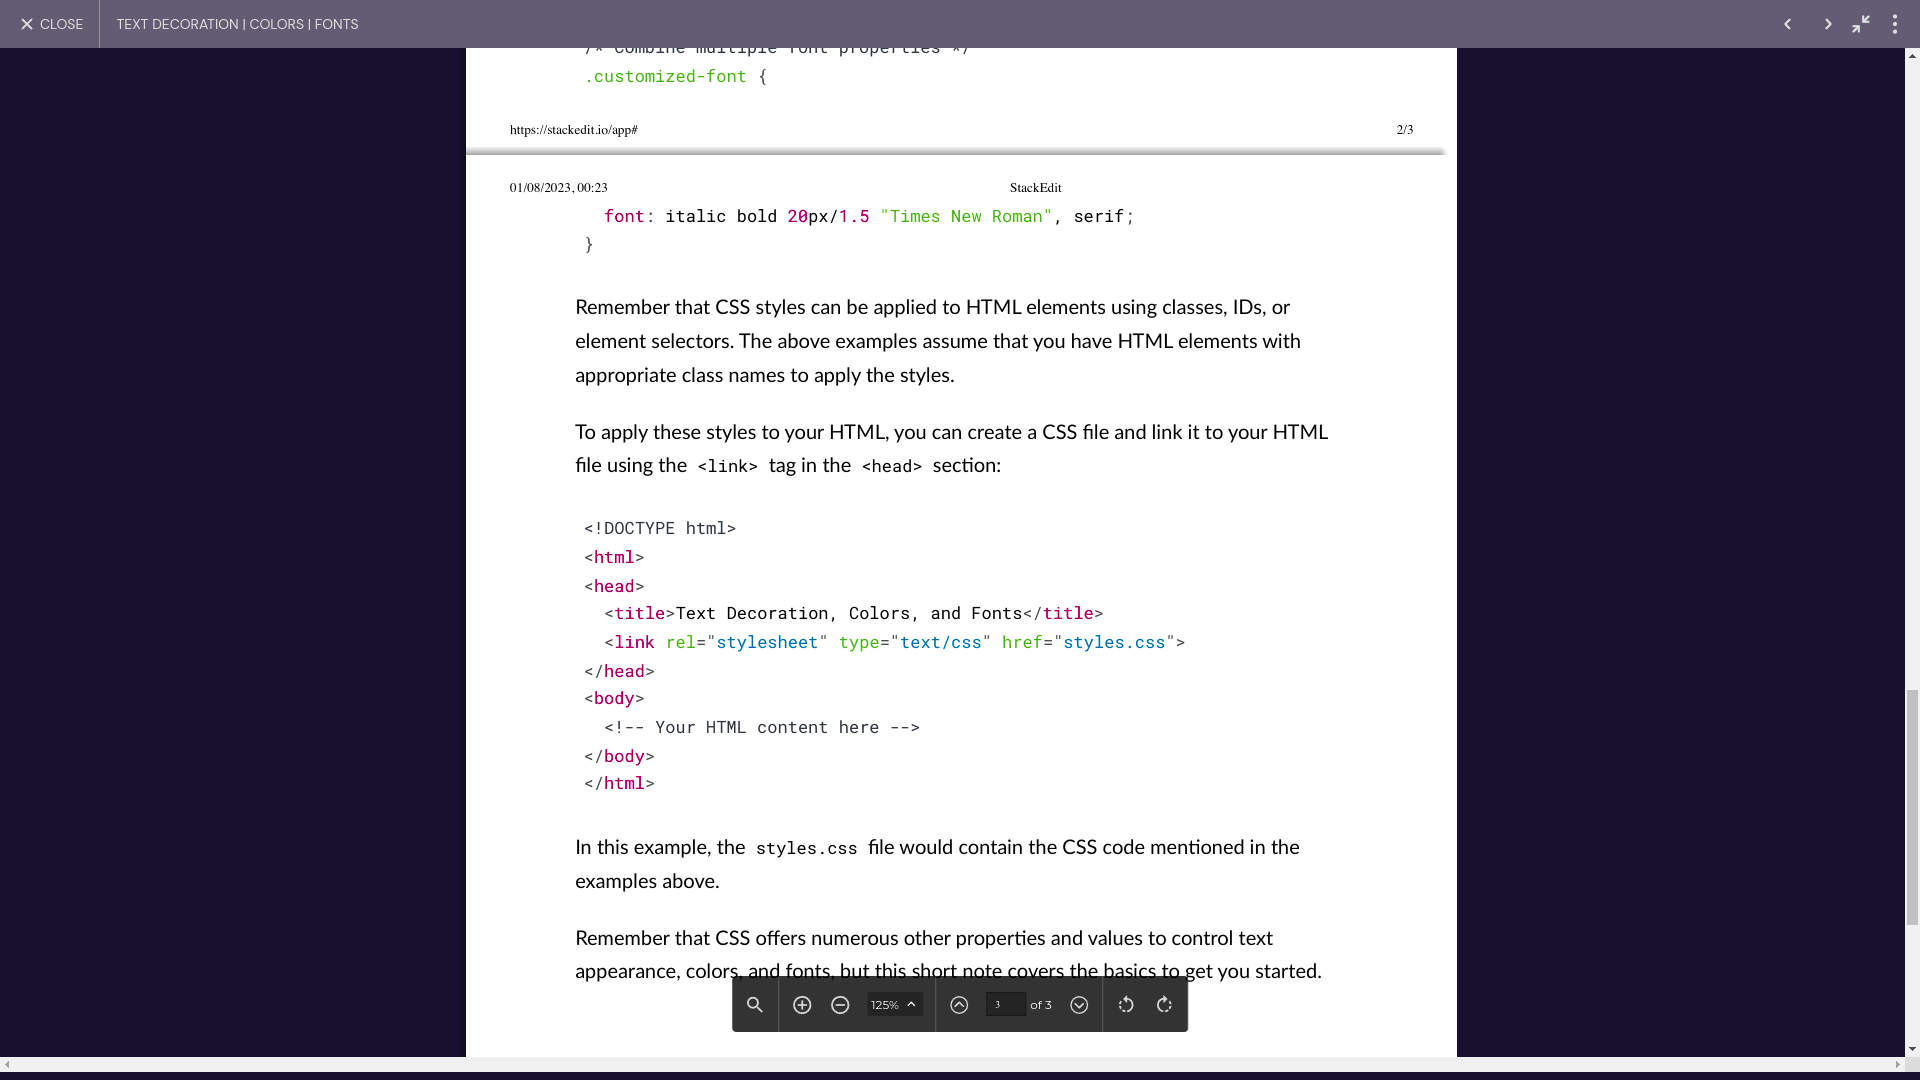 CLOSE
TEXT DECORATION | COLORS | FONTS
/* Combine multiple font properties */
.customized-font {
https://stackedit.io/app#
2/3
01/08/2023, 00:23
StackEdit
font: italic bold 20px/1.5 "Times New Roman", serif;
}
Remember that CSS styles can be applied to HTML elements using classes, IDs, or
element selectors. The above examples assume that you have HTML elements with
appropriate class names to apply the styles.
To apply these styles to your HTML, you can create a CSS file and link it to your HTML
file using the <link> tag in the <head> section:
<!DOCTYPE html>
<html>
<head>
<title>Text Decoration, Colors, and Fonts</title>
<link rel="stylesheet" type="text/css" href="styles.css">
</head>
<body>
<!-- Your HTML content here -->
</body>
</html>
In this example, the styles.css file would contain the CSS code mentioned in the
examples above.
Remember that CSS offers numerous other properties and values to control text
appearance, colors, and fonts, but this short note covers the basics to get you started.
125%
3 of 3